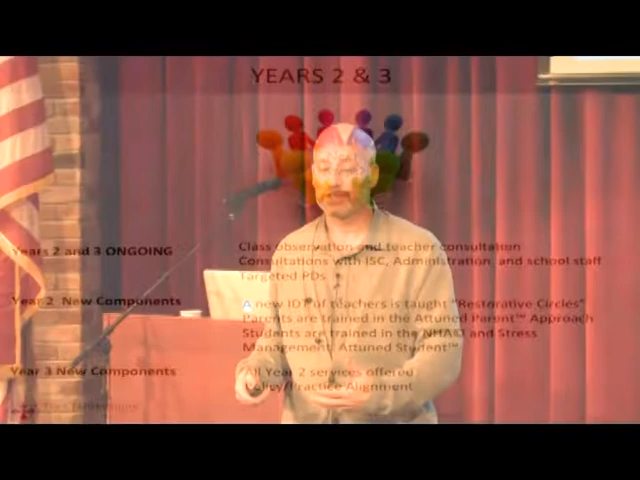 YEARS 2 & 3
Years 2 and 3 ONGOING
Class observation and teacher consultation
Consultations with ISC, Administration, and school staff
Targeted PDs
Year 2 New Components
A new IDT of teachers is taught "Restorative Circles"
Parents are trained in the Attuned Parent™ Approach
Students are trained in the NHA© and Stress
Management: Attuned Student™
Year 3 New Components
All Year 2 services offered
Policy/Practice Alignment